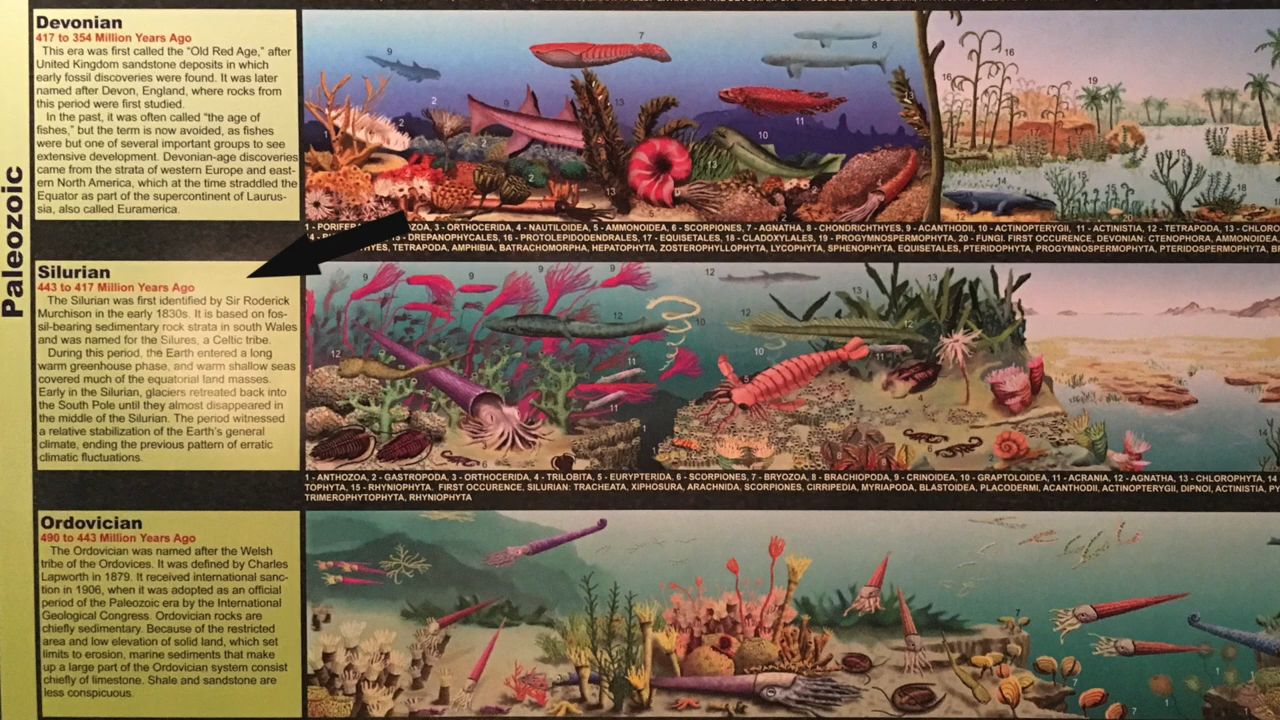 Paleozoic
Devonian
417 to 354 Million Years Ago
This era was first called the "Old Red Age," after
United Kingdom sandstone deposits in which
early fossil discoveries were found. It was later
named after Devon, England, where rocks from
this period were first studied.
In the past, it was often called "the age of
fishes," but the term is now avoided, as fishes
were but one of several important groups to see
extensive development. Devonian-age discoveries
came from the strata of western Europe and east-
ern North America, which at the time straddled the
Equator as part of the supercontinent of Laurus-
sia, also called Euramerica.
1 - PORIFERA OZOA, 3 - ORTHOCERIDA, 4 - NAUTILOIDEA, 5 - AMMONOIDEA, 6 - SCORPIONES, 7 - AGNATHA, 8 - CHONDRICHTHYES, 9 - ACANTHODII, 10 - ACTINOPTERYGII, 11 - ACTINISTIA, 12 - TETRAPODA, 13 - CHLORO
14 - 15 - DREPANOPHYCALES, 16 - PROTOLEPIDODENDRALES, 17 - EQUISETALES, 18 - CLADOXYLALES, 19 - PROGYMNOSPERMOPHYTA, 20 - FUNGI. FIRST OCCURENCE, DEVONIAN: CTENOPHORA, AMMONOIDEA,
HYES, TETRAPODA, AMPHIBIA, BATRACHOMORPHA, HEPATOPHYTA, ZOSTEROPHYLLOPHYTA, LYCOPHYTA, SPHENOPHYTA, EQUISETALES, PTERIDOPHYTA, PROGYMNOSPERMOPHYTA, PTERIDOSPERMOPHYTA, BR
Silurian
443 to 417 Million Years Ago
The Silurian was first identified by Sir Roderick
Murchison in the early 1830s. It is based on fos-
sil-bearing sedimentary rock strata in south Wales
and was named for the Silures, a Celtic tribe.
During this period, the Earth entered a long
warm greenhouse phase, and warm shallow seas
covered much of the equatorial land masses.
Early in the Silurian, glaciers retreated back into
the South Pole until they almost disappeared in
the middle of the Silurian. The period witnessed
a relative stabilization of the Earth's general
climate, ending the previous pattern of erratic
climatic fluctuations.
1 - ANTHOZOA, 2 - GASTROPODA, 3 - ORTHOCERIDA, 4 - TRILOBITA, 5 - EURYPTERIDA, 6 - SCORPIONES, 7 - BRYOZOA, 8 - BRACHIOPODA, 9 - CRINOIDEA, 10 - GRAPTOLOIDEA, 11 - ACRANIA, 12 - AGNATHA, 13 - CHLOROPHYTA, 14
TOPHYTA, 15 - RHYNIOPHYTA. FIRST OCCURENCE, SILURIAN: TRACHEATA, XIPHOSURA, ARACHNIDA, SCORPIONES, CIRRIPEDIA, MYRIAPODA, BLASTOIDEA, PLACODERMI, ACANTHODII, ACTINOPTERYGII, DIPNOI, ACTINISTIA, PY
TRIMEROPHYTOPHYTA, RHYNIOPHYTA
Ordovician
490 to 443 Million Years Ago
The Ordovician was named after the Welsh
tribe of the Ordovices. It was defined by Charles
Lapworth in 1879. It received international sanc-
tion in 1906, when it was adopted as an official
period of the Paleozoic era by the International
Geological Congress. Ordovician rocks are
chiefly sedimentary. Because of the restricted
area and low elevation of solid land, which set
limits to erosion, marine sediments that make
up a large part of the Ordovician system consist
chiefly of limestone. Shale and sandstone are
less conspicuous.